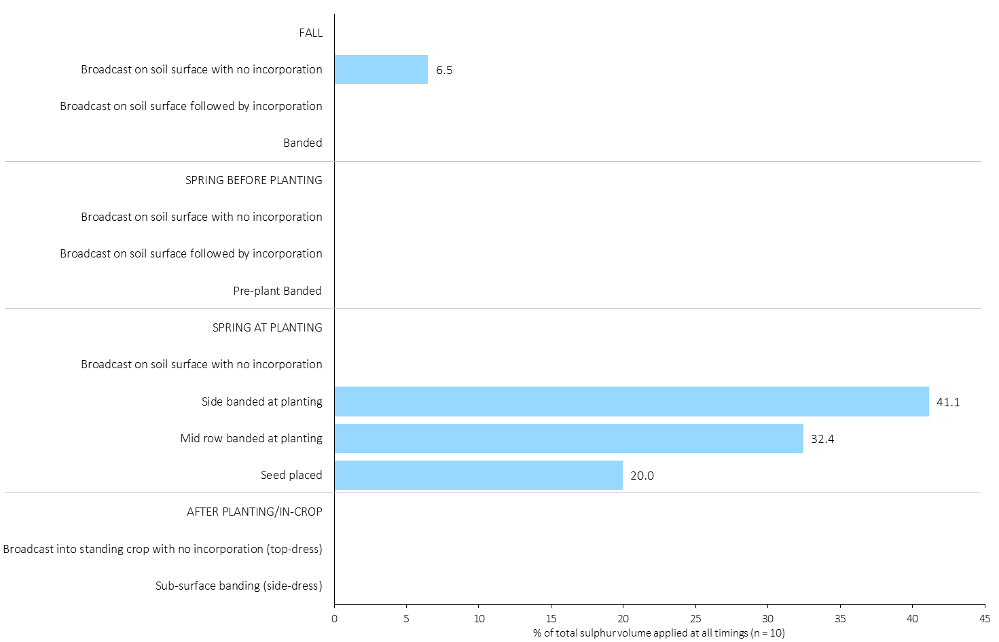 FALL
Broadcast on soil surface with no incorporation
6.5
Broadcast on soil surface followed by incorporation
Banded
SPRING BEFORE PLANTING
Broadcast on soil surface with no incorporation
Broadcast on soil surface followed by incorporation
Pre-plant Banded
SPRING AT PLANTING
Broadcast on soil surface with no incorporation
Side banded at planting
41.1
Mid row banded at planting
32.4
Seed placed
20.0
AFTER PLANTING/IN-CROP
Broadcast into standing crop with no incorporation (top-dress)
Sub-surface banding (side-dress)
0 5 10 15 20 25 30 35 40 45
% of total sulphur volume applied at all timings (n = 10)